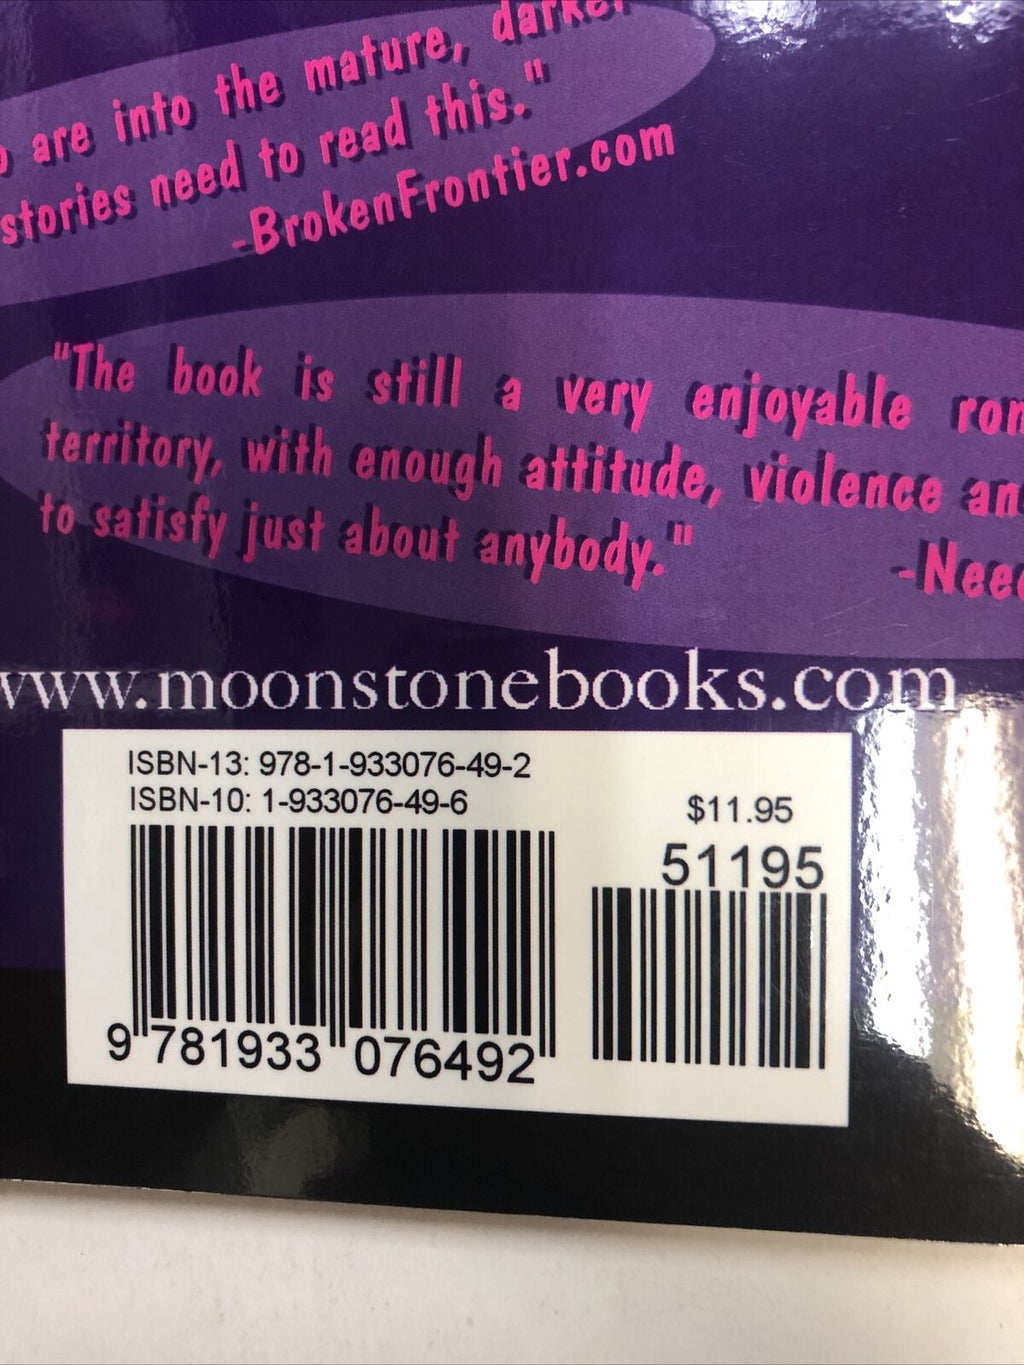 are into the mature, darker
stories need to read this."
-BrokenFrontier.com
"The book is still a very enjoyable
territory, with enough attitude, violence
to satisfy just about anybody."
www.moonstonebooks.com
ISBN-13: 978-1-933076-49-2
ISBN-10: 1-933076-49-6
$11.95
51195
9 781933 076492